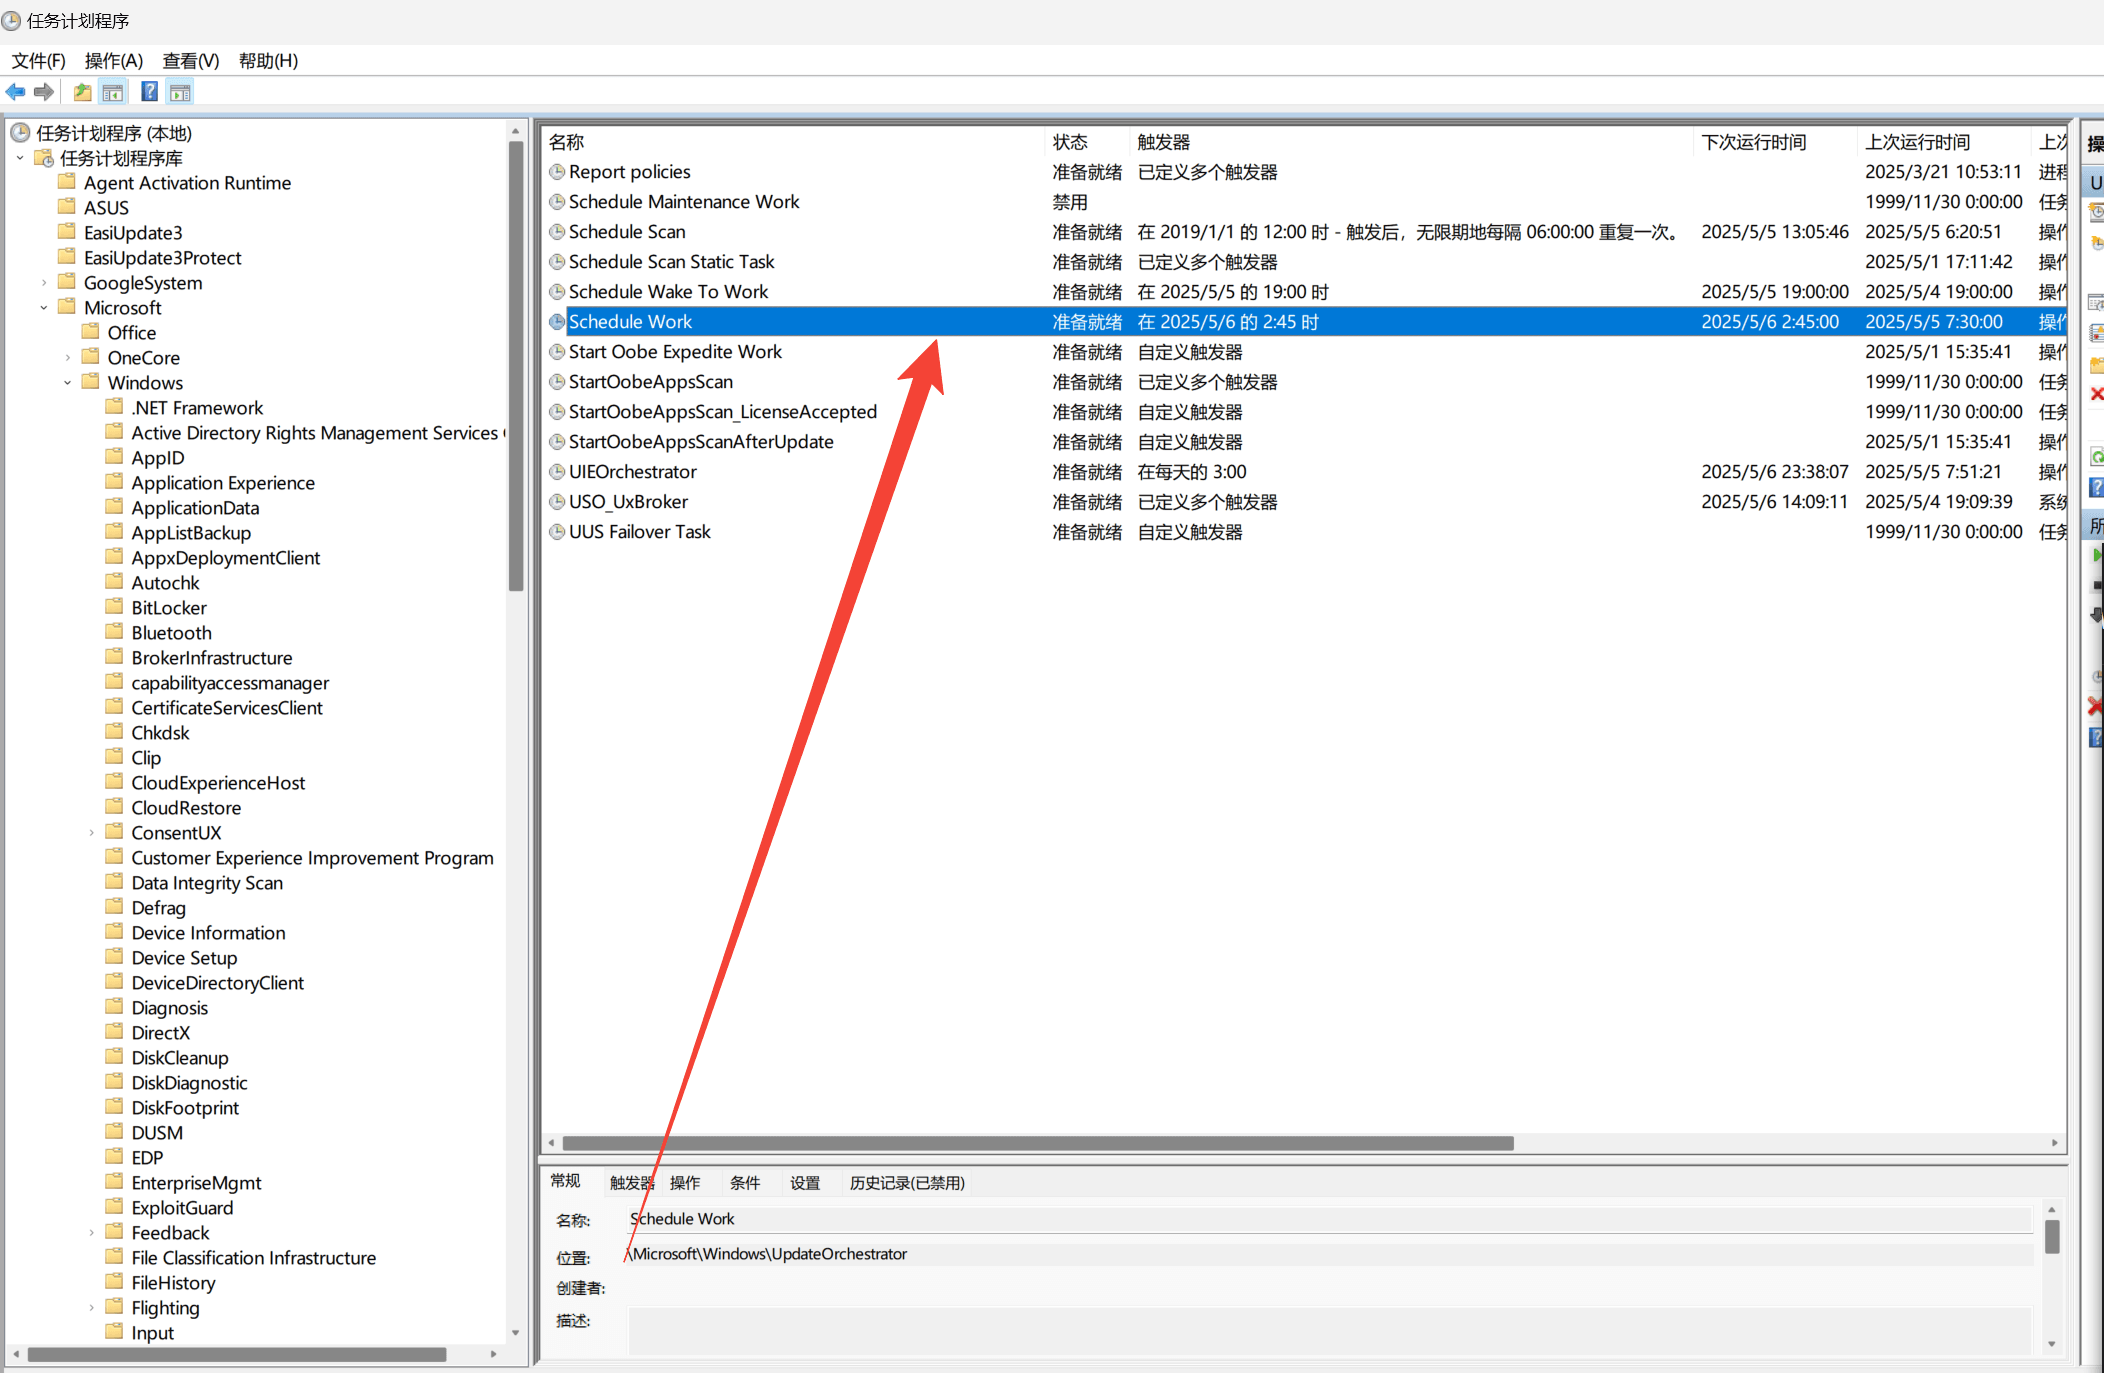 任务计划程序
文件(F) 操作(A) 查看(V) 帮助(H)
任务计划程序 (本地)
任务计划程序库
Agent Activation Runtime
ASUS
EasiUpdate3
EasiUpdate3Protect
GoogleSystem
Microsoft
Office
OneCore
Windows
.NET Framework
Active Directory Rights Management Services
AppID
Application Experience
ApplicationData
AppListBackup
AppxDeploymentClient
Autochk
BitLocker
Bluetooth
BrokerInfrastructure
capabilityaccessmanager
CertificateServicesClient
Chkdsk
Clip
CloudExperienceHost
CloudRestore
ConsentUX
Customer Experience Improvement Program
Data Integrity Scan
Defrag
Device Information
Device Setup
DeviceDirectoryClient
Diagnosis
DirectX
DiskCleanup
DiskDiagnostic
DiskFootprint
DUSM
EDP
EnterpriseMgmt
ExploitGuard
Feedback
File Classification Infrastructure
FileHistory
Flighting
Input
名称 状态 触发器 下次运行时间 上次运行时间 上次
Report policies 准备就绪 已定义多个触发器 2025/3/21 10:53:11 进程
Schedule Maintenance Work 禁用 1999/11/30 0:00:00 任务
Schedule Scan 准备就绪 在 2019/1/1 的 12:00 时 - 触发后，无限期地每隔 06:00:00 重复一次。 2025/5/5 13:05:46 2025/5/5 6:20:51 操作
Schedule Scan Static Task 准备就绪 已定义多个触发器 2025/5/1 17:11:42 操作
Schedule Wake To Work 准备就绪 在 2025/5/5 的 19:00 时 2025/5/5 19:00:00 2025/5/4 19:00:00 操作
Schedule Work 准备就绪 在 2025/5/6 的 2:45 时 2025/5/6 2:45:00 2025/5/5 7:30:00 操作
Start Oobe Expedite Work 准备就绪 自定义触发器 2025/5/1 15:35:41 操作
StartOobeAppsScan 准备就绪 已定义多个触发器 1999/11/30 0:00:00 任务
StartOobeAppsScan_LicenseAccepted 准备就绪 自定义触发器 1999/11/30 0:00:00 任务
StartOobeAppsScanAfterUpdate 准备就绪 自定义触发器 2025/5/1 15:35:41 操作
UIEOrchestrator 准备就绪 在每天的 3:00 2025/5/6 23:38:07 2025/5/5 7:51:21 操作
USO_UxBroker 准备就绪 已定义多个触发器 2025/5/6 14:09:11 2025/5/4 19:09:39 系统
UUS Failover Task 准备就绪 自定义触发器 1999/11/30 0:00:00 任务
常规 触发器 操作 条件 设置 历史记录(已禁用)
名称: Schedule Work
位置: \Microsoft\Windows\UpdateOrchestrator
创建者:
描述:
操
U
所